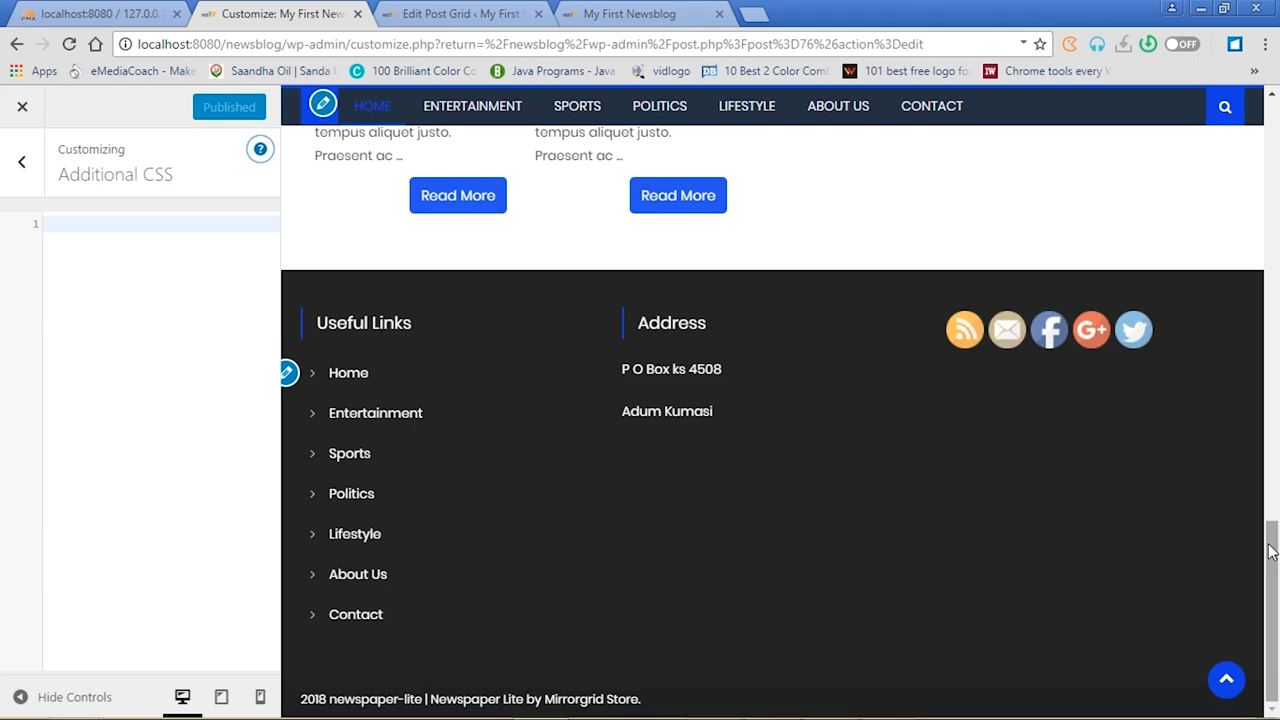 localhost:8080 / 127.0.0.
Customize: My First New
Edit Post Grid ‹ My First
My First Newsblog
localhost:8080/newsblog/wp-admin/customize.php?return=%2Fnewsblog%2Fwp-admin%2Fpost.php%3Fpost%3D76%26action%3Dedit
OFF
Apps
eMediaCoach - Make
Saandha Oil | Sanda
100 Brilliant Color Co
Java Programs - Java
vidlogo
10 Best 2 Color Comb
101 best free logo fo
Chrome tools every
»
Published
Customizing
Additional CSS
1
Hide Controls
HOME
ENTERTAINMENT
SPORTS
POLITICS
LIFESTYLE
ABOUT US
CONTACT
tempus aliquet justo.
Praesent ac ...
Read More
tempus aliquet justo.
Praesent ac ...
Read More
Useful Links
Home
Entertainment
Sports
Politics
Lifestyle
About Us
Contact
Address
P O Box ks 4508
Adum Kumasi
2018 newspaper-lite | Newspaper Lite by Mirrorgrid Store.